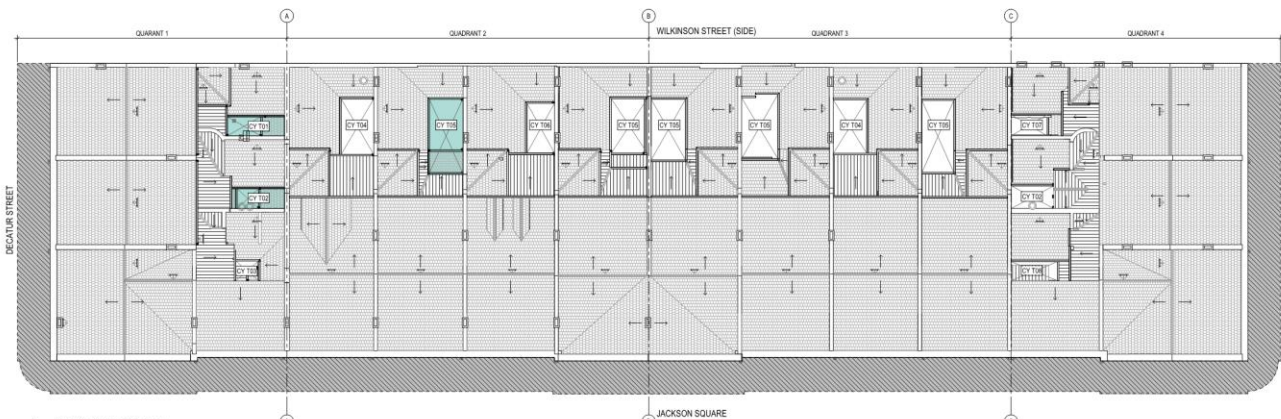 A
B
C
WILKINSON STREET (SIDE)
QUARANT 1
QUADRANT 2
QUADRANT 3
QUADRANT 4
CY T04
CY T05
CY T06
CY T05
CY T05
CY T05
CY T04
CY T05
CY T01
CY T07
CY T02
CY T02
CY T03
CY T08
DECATUR STREET
JACKSON SQUARE